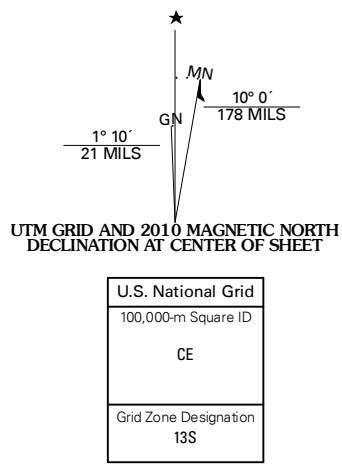 ★
MN
GN
10° 0´
178 MILS
1° 10´
21 MILS
UTM GRID AND 2010 MAGNETIC NORTH
DECLINATION AT CENTER OF SHEET
U.S. National Grid
100,000-m Square ID
CE
Grid Zone Designation
13S